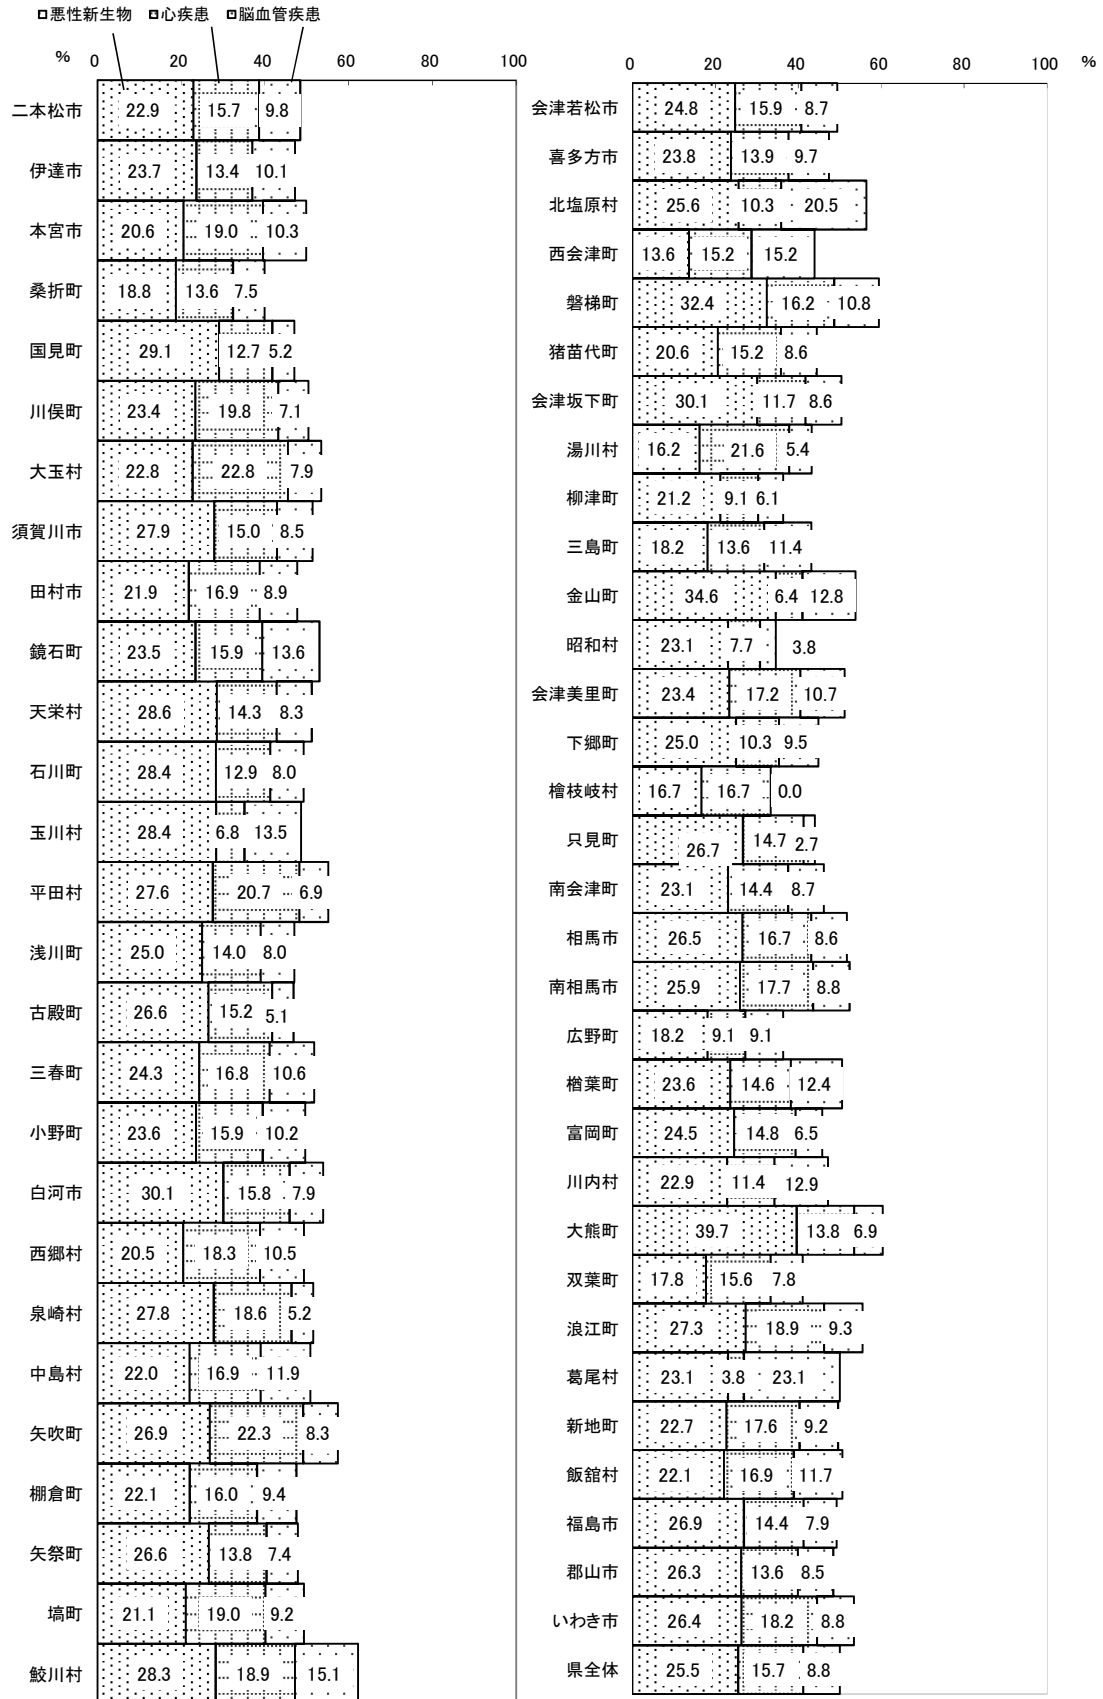 悪性新生物 心疾患 脳血管疾患
% 0 20 40 60 80 100
二本松市 22.9 15.7 9.8
伊達市 23.7 13.4 10.1
本宮市 20.6 19.0 10.3
桑折町 18.8 13.6 7.5
国見町 29.1 12.7 5.2
川俣町 23.4 19.8 7.1
大玉村 22.8 22.8 7.9
須賀川市 27.9 15.0 8.5
田村市 21.9 16.9 8.9
鏡石町 23.5 15.9 13.6
天栄村 28.6 14.3 8.3
石川町 28.4 12.9 8.0
玉川村 28.4 6.8 13.5
平田村 27.6 20.7 6.9
浅川町 25.0 14.0 8.0
古殿町 26.6 15.2 5.1
三春町 24.3 16.8 10.6
小野町 23.6 15.9 10.2
白河市 30.1 15.8 7.9
西郷村 20.5 18.3 10.5
泉崎村 27.8 18.6 5.2
中島村 22.0 16.9 11.9
矢吹町 26.9 22.3 8.3
棚倉町 22.1 16.0 9.4
矢祭町 26.6 13.8 7.4
塙町 21.1 19.0 9.2
鮫川村 28.3 18.9 15.1
0 20 40 60 80 100 %
会津若松市 24.8 15.9 8.7
喜多方市 23.8 13.9 9.7
北塩原村 25.6 10.3 20.5
西会津町 13.6 15.2 15.2
磐梯町 32.4 16.2 10.8
猪苗代町 20.6 15.2 8.6
会津坂下町 30.1 11.7 8.6
湯川村 16.2 21.6 5.4
柳津町 21.2 9.1 6.1
三島町 18.2 13.6 11.4
金山町 34.6 6.4 12.8
昭和村 23.1 7.7 3.8
会津美里町 23.4 17.2 10.7
下郷町 25.0 10.3 9.5
檜枝岐村 16.7 16.7 0.0
只見町 26.7 14.7 2.7
南会津町 23.1 14.4 8.7
相馬市 26.5 16.7 8.6
南相馬市 25.9 17.7 8.8
広野町 18.2 9.1 9.1
楢葉町 23.6 14.6 12.4
富岡町 24.5 14.8 6.5
川内村 22.9 11.4 12.9
大熊町 39.7 13.8 6.9
双葉町 17.8 15.6 7.8
浪江町 27.3 18.9 9.3
葛尾村 23.1 3.8 23.1
新地町 22.7 17.6 9.2
飯舘村 22.1 16.9 11.7
福島市 26.9 14.4 7.9
郡山市 26.3 13.6 8.5
いわき市 26.4 18.2 8.8
県全体 25.5 15.7 8.8